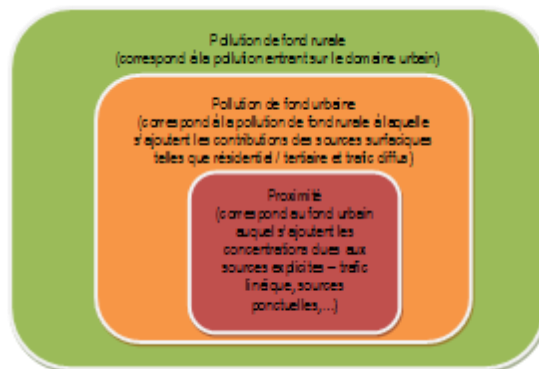 Pollution de fond rurale
(correspond à la pollution entrant sur le domaine urbain)
Pollution de fond urbaine
(correspond à la pollution de fond rurale à laquelle
s'ajoutent les contributions des sources surfaciques
telles que résidentiel / tertiaire et trafic diffus)
Proximité
(correspond au fond urbain
auquel s'ajoutent les
concentrations dues aux
sources explicites – trafic
linéique, sources
ponctuelles,...)